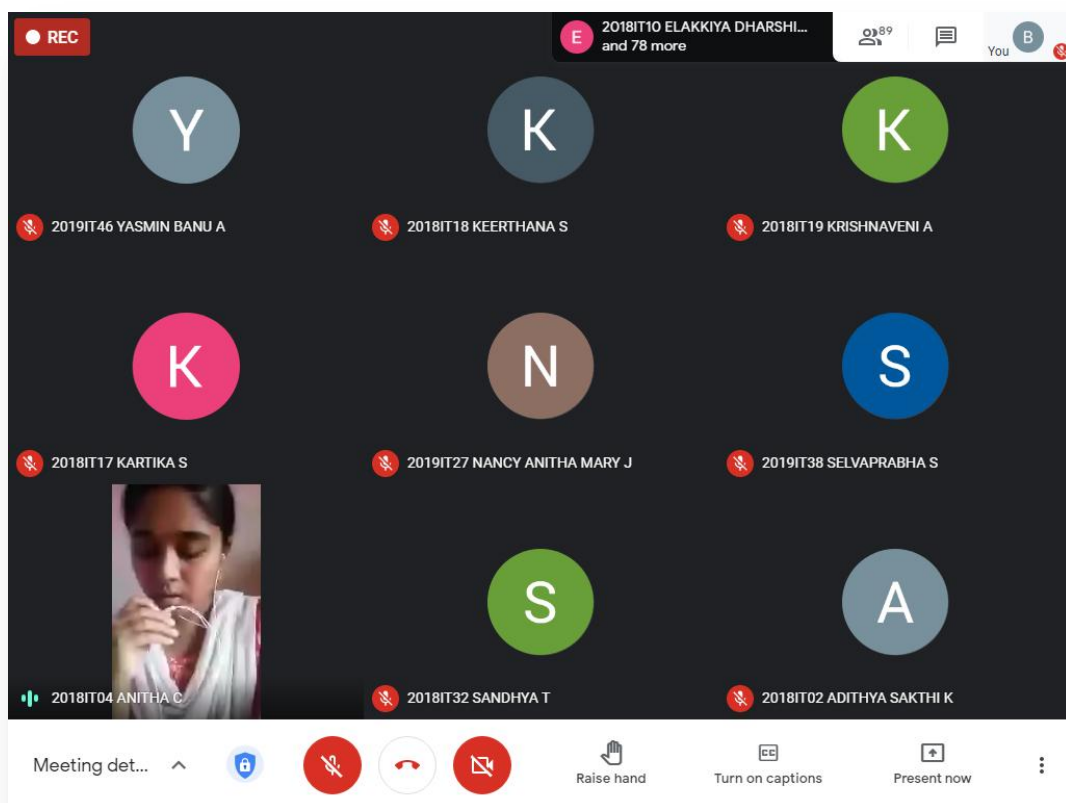 REC
E
2018IT10 ELAKKIYA DHARSHI...
and 78 more
89
You
B
Y
K
K
2019IT46 YASMIN BANU A
2018IT18 KEERTHANA S
2018IT19 KRISHNAVENI A
K
N
S
2018IT17 KARTIKA S
2019IT27 NANCY ANITHA MARY J
2019IT38 SELVAPRABHA S
S
A
2018IT04 ANITHA C
2018IT32 SANDHYA T
2018IT02 ADITHYA SAKTHI K
Meeting det...
Raise hand
CC
Turn on captions
Present now